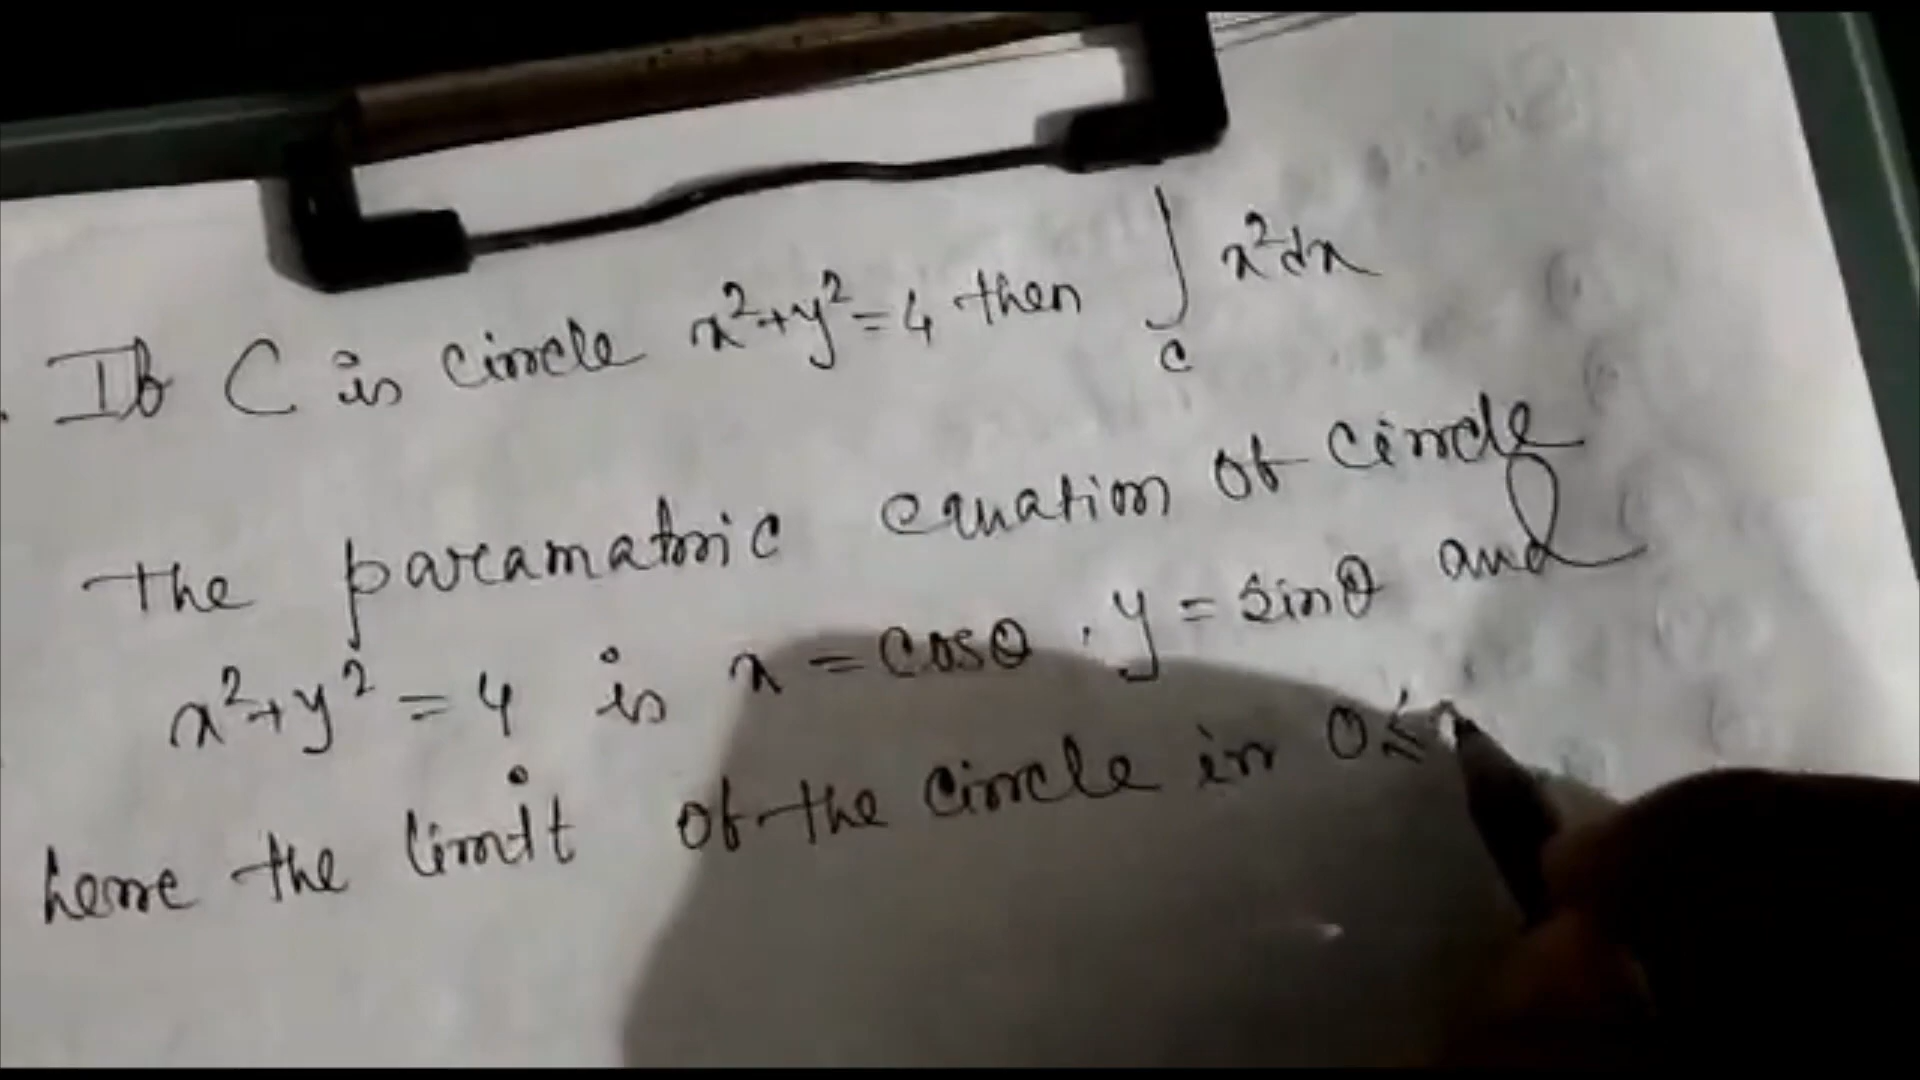 . If C is circle x²+y²=4 then ∫_C x²dx
the paramatric equation of circle
x²+y²=4 is x=cosθ, y=sinθ and
here the limit of the circle in 0≤